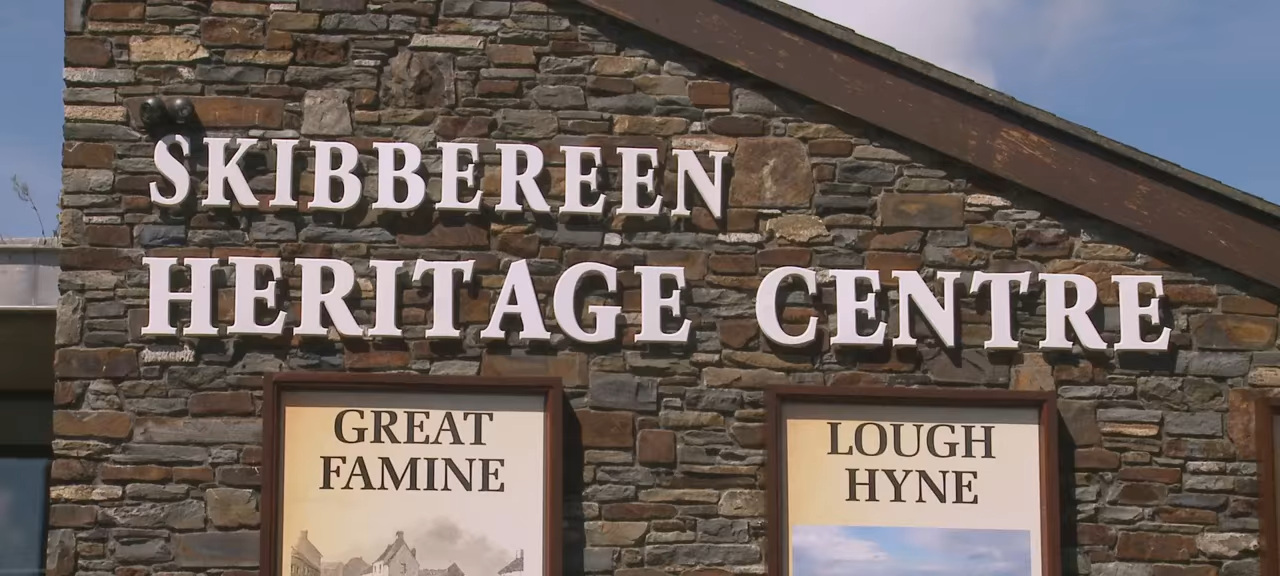 SKIBBEREEN
HERITAGE CENTRE
GREAT
FAMINE
LOUGH
HYNE